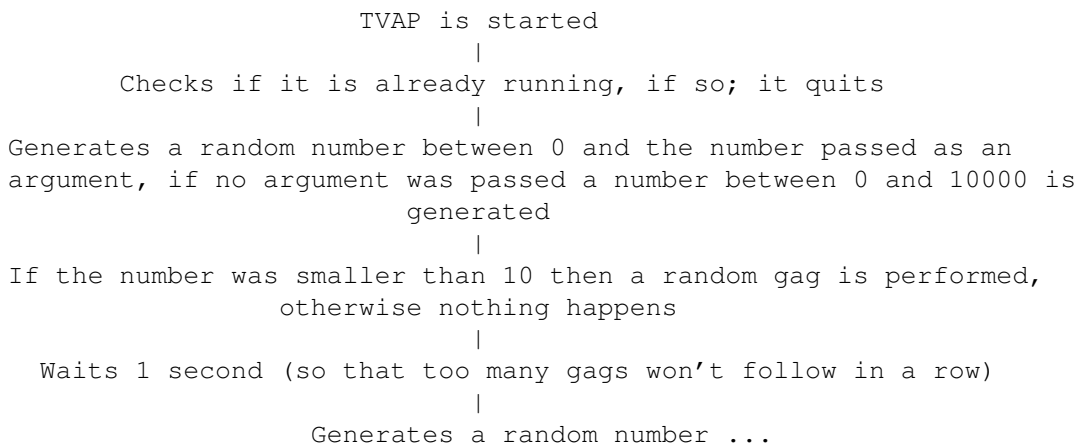 TVAP is started
|
Checks if it is already running, if so; it quits
|
Generates a random number between 0 and the number passed as an
argument, if no argument was passed a number between 0 and 10000 is
generated
|
If the number was smaller than 10 then a random gag is performed,
otherwise nothing happens
|
Waits 1 second (so that too many gags won't follow in a row)
|
Generates a random number ...